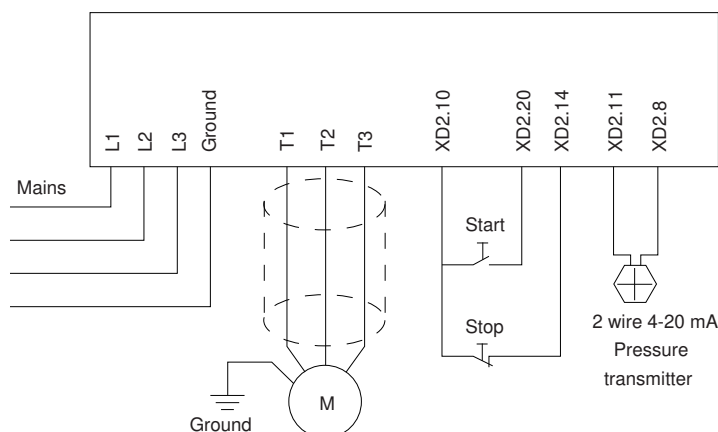 L1
L2
L3
Ground
T1
T2
T3
XD2.10
XD2.20
XD2.14
XD2.11
XD2.8
Mains
Start
Stop
2 wire 4-20 mA
Pressure
transmitter
M
Ground